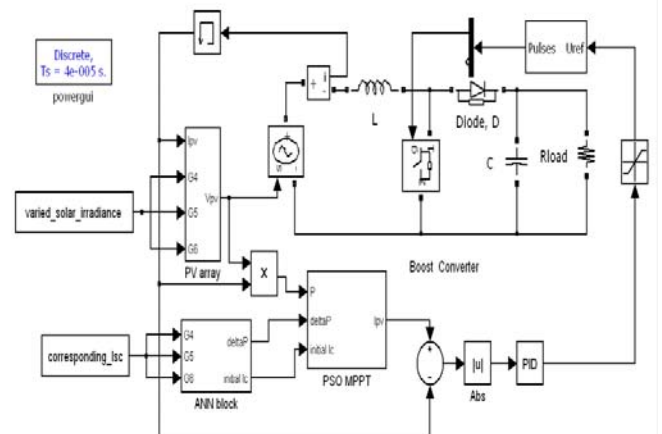 Discrete,
Ts = 4e-005 s.
powergui
+
i
-
L
Diode, D
Pulses Uref
C
Rload
Ipv
G4
G5
G6
Vpv
PV array
varied_solar_irradiance
+
s
-
g
X
Boost Converter
P
deltaP
initial Ic
Ipv
PSO MPPT
corresponding_Isc
G4
G5
G6
deltaP
initial Ic
ANN block
+
-
|u|
Abs
PID